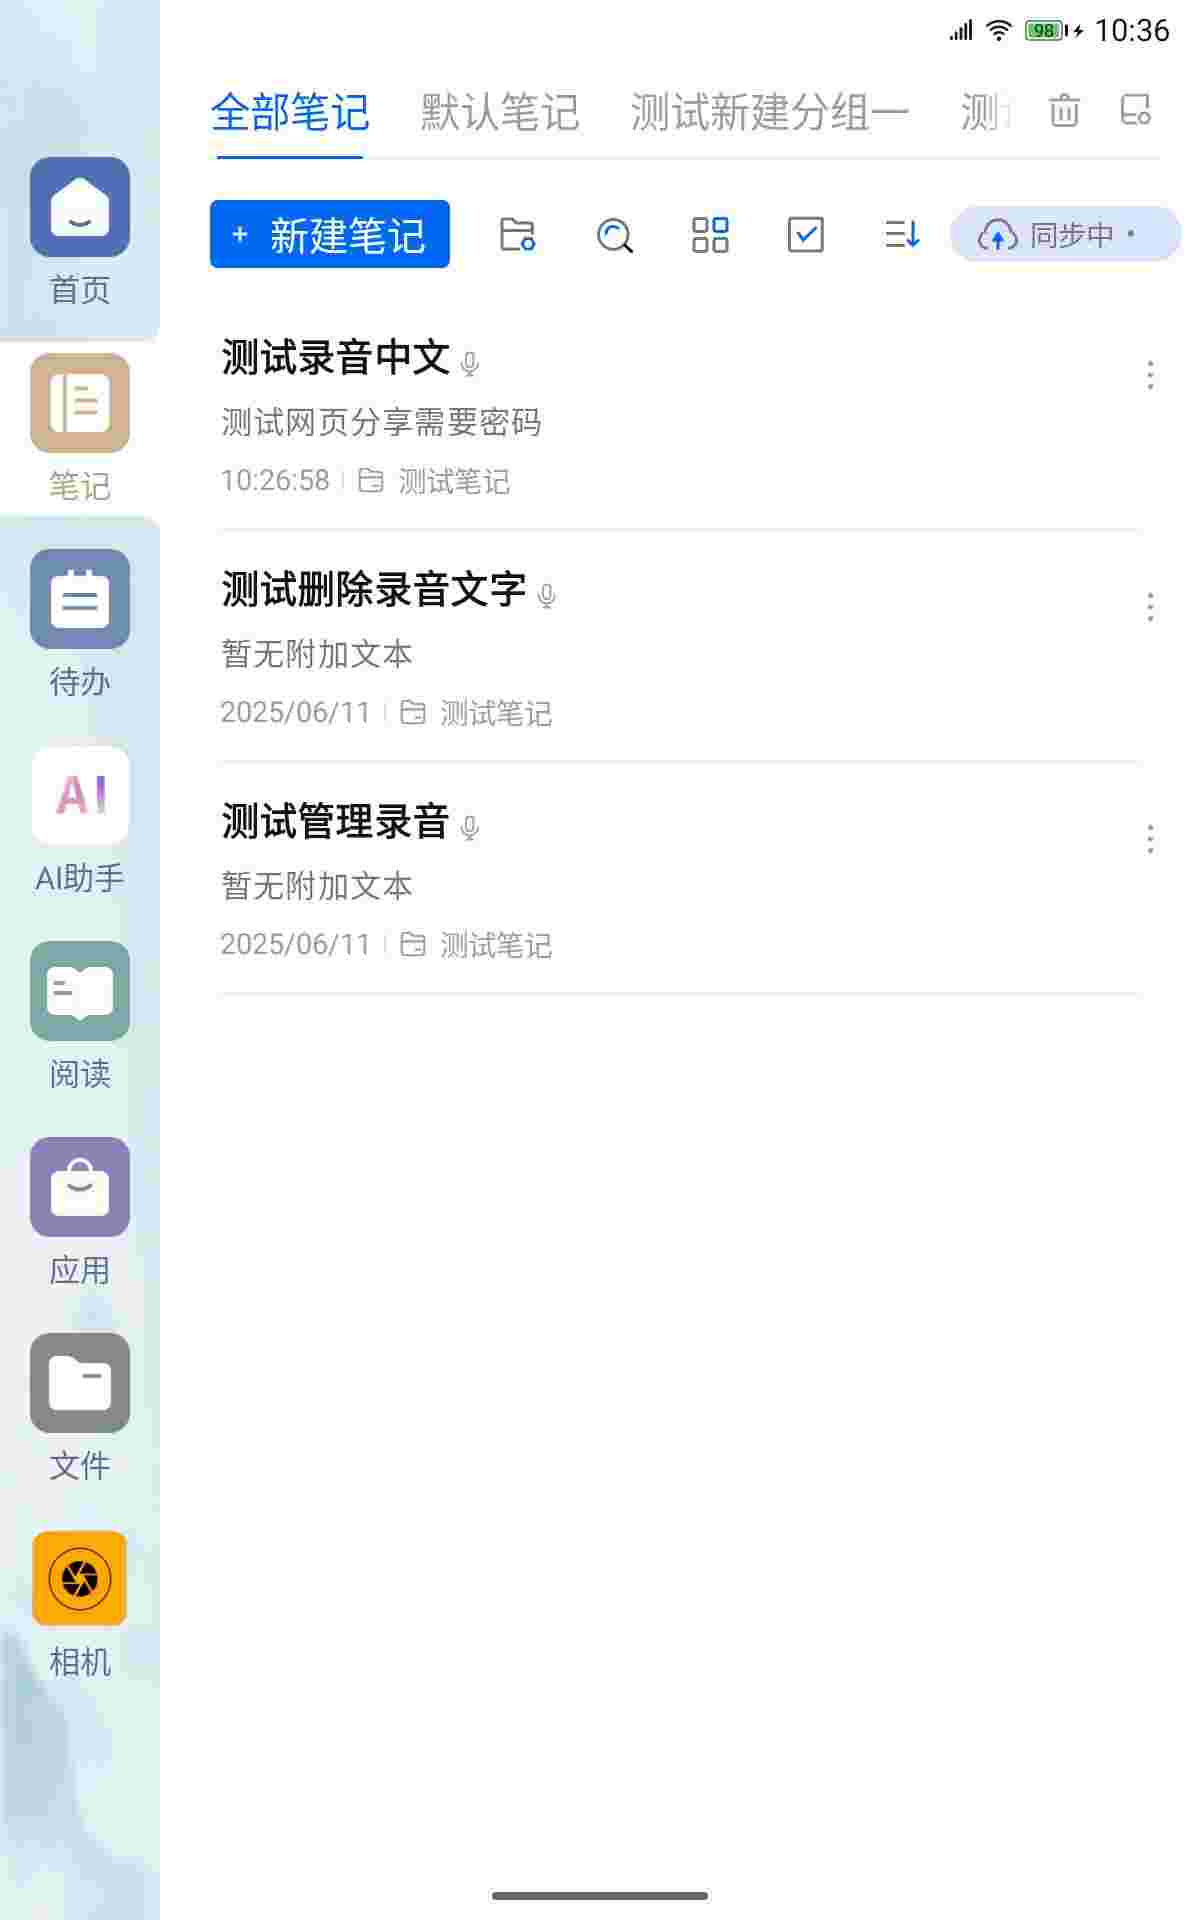 98 10:36
全部笔记 默认笔记 测试新建分组一 测
+ 新建笔记 同步中
首页
笔记
待办
AI
AI助手
阅读
应用
文件
相机
测试录音中文
测试网页分享需要密码
10:26:58 测试笔记
测试删除录音文字
暂无附加文本
2025/06/11 测试笔记
测试管理录音
暂无附加文本
2025/06/11 测试笔记